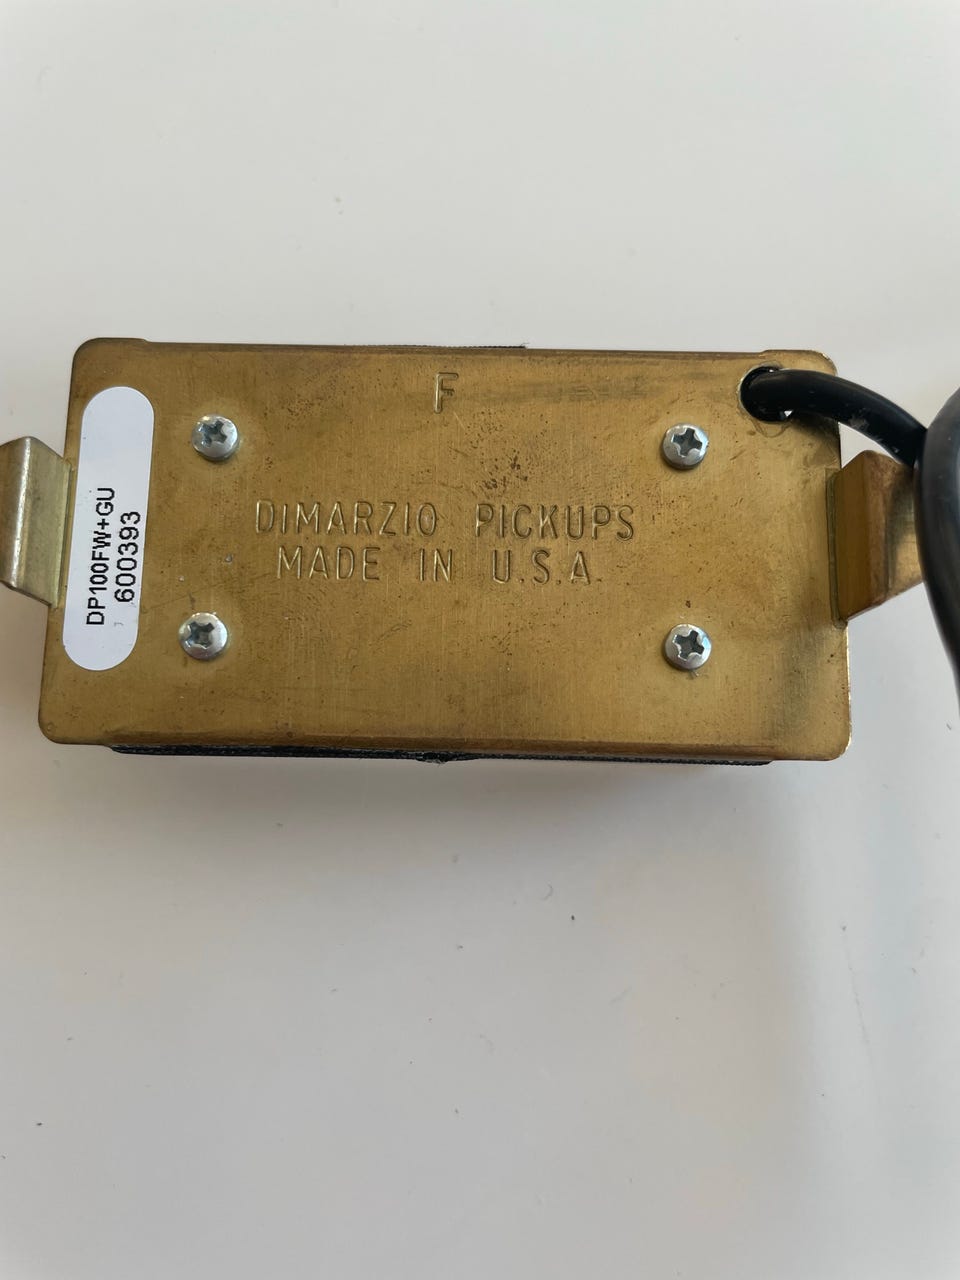 F
DiMARZIO PICKUPS
MADE IN U.S.A.
DP100FW+GU
600393